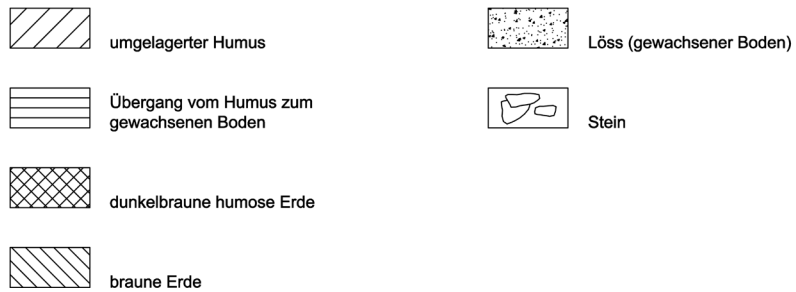 umgelagerter Humus
Übergang vom Humus zum
gewachsenen Boden
dunkelbraune humose Erde
braune Erde
Löss (gewachsener Boden)
Stein